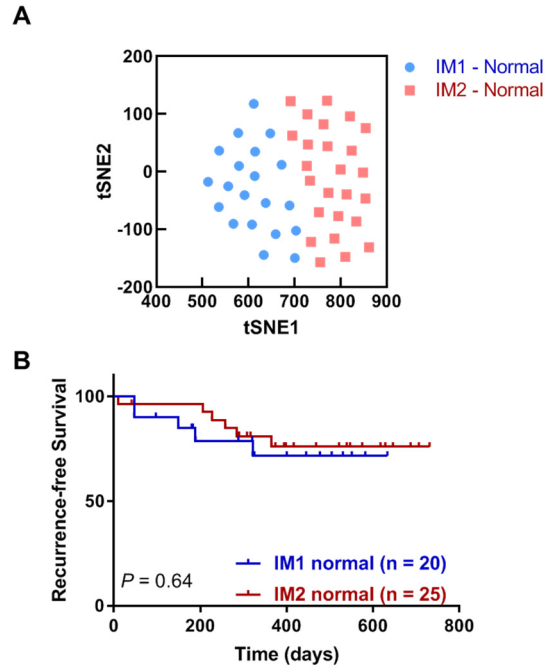 A
IM1 - Normal
IM2 - Normal
200
100
0
-100
-200
tSNE2
400 500 600 700 800 900
tSNE1
B
100
50
0
Recurrence-free Survival
IM1 normal (n = 20)
P = 0.64
IM2 normal (n = 25)
0 200 400 600 800
Time (days)